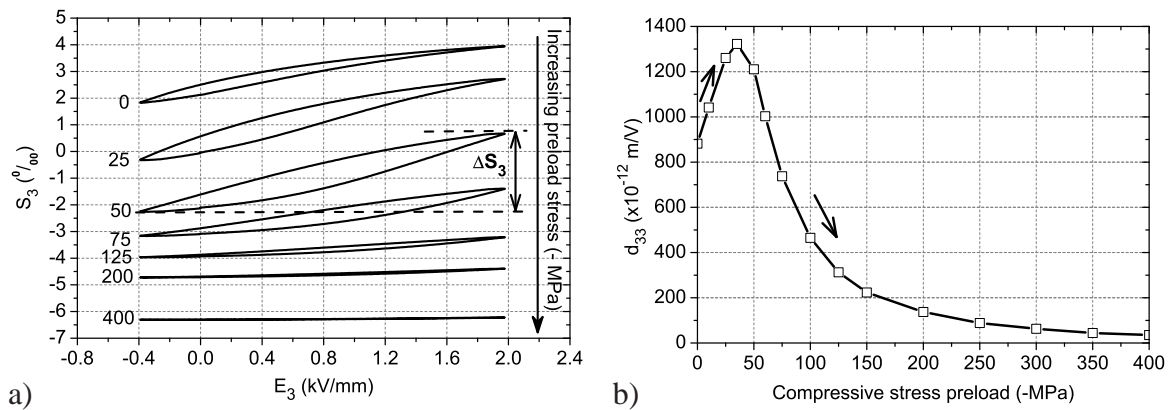 a)
S3 (0/00)
5
4
3
2
1
0
-1
-2
-3
-4
-5
-6
-7
0
25
50
75
125
200
400
ΔS3
Increasing preload stress (- MPa)
-0.8 -0.4 0.0 0.4 0.8 1.2 1.6 2.0 2.4
E3 (kV/mm)
b)
d33 (x10-12 m/V)
1400
1200
1000
800
600
400
200
0
0 50 100 150 200 250 300 350 400
Compressive stress preload (-MPa)